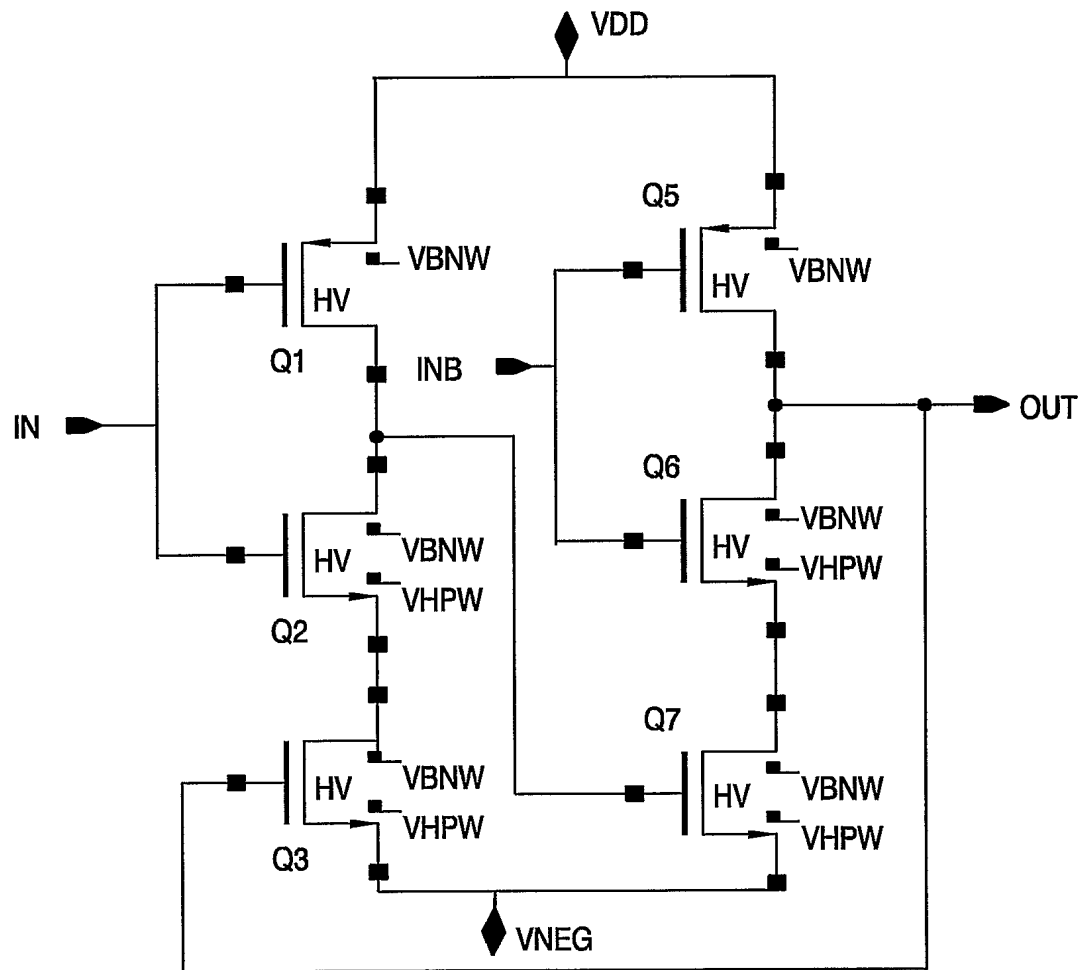 VDD
Q5
VBNW
VBNW
HV
HV
Q1
INB
IN
OUT
Q6
VBNW
VBNW
HV
HV
VHPW
VHPW
Q2
Q7
VBNW
VBNW
HV
HV
VHPW
VHPW
Q3
VNEG